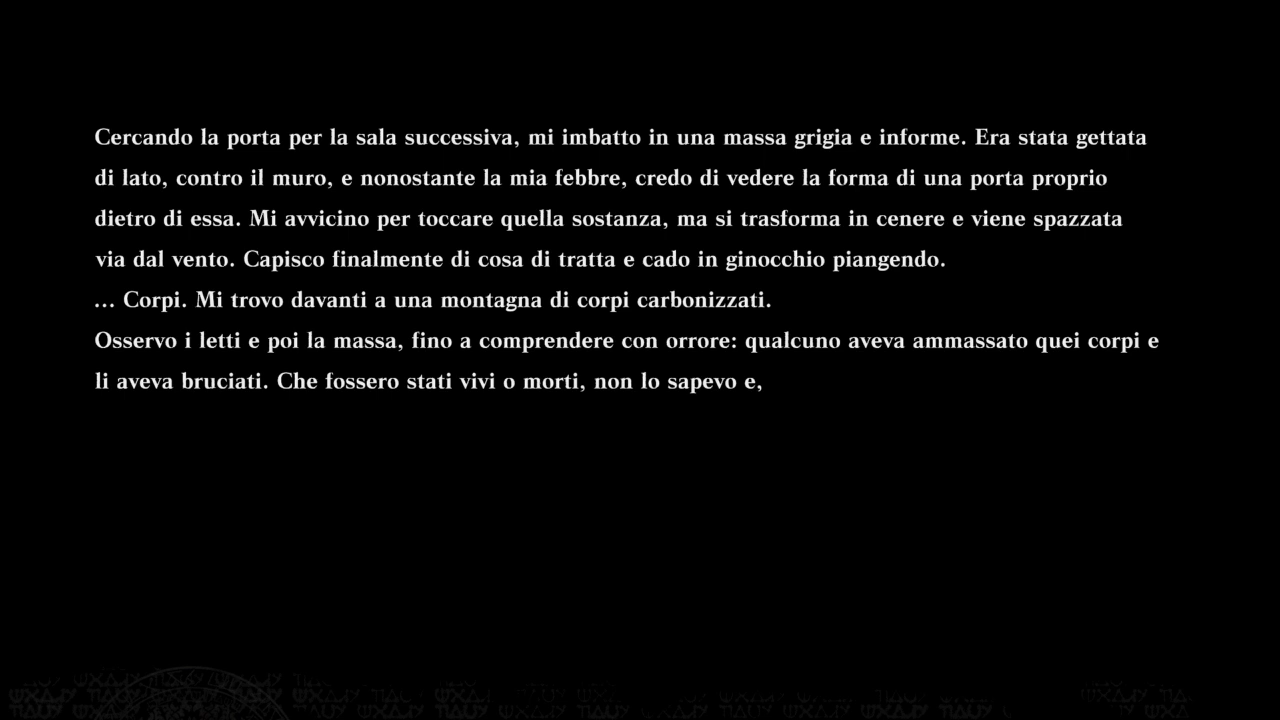 Cercando la porta per la sala successiva, mi imbatto in una massa grigia e informe. Era stata gettata
di lato, contro il muro, e nonostante la mia febbre, credo di vedere la forma di una porta proprio
dietro di essa. Mi avvicino per toccare quella sostanza, ma si trasforma in cenere e viene spazzata
via dal vento. Capisco finalmente di cosa di tratta e cado in ginocchio piangendo.
... Corpi. Mi trovo davanti a una montagna di corpi carbonizzati.
Osservo i letti e poi la massa, fino a comprendere con orrore: qualcuno aveva ammassato quei corpi e
li aveva bruciati. Che fossero stati vivi o morti, non lo sapevo e,